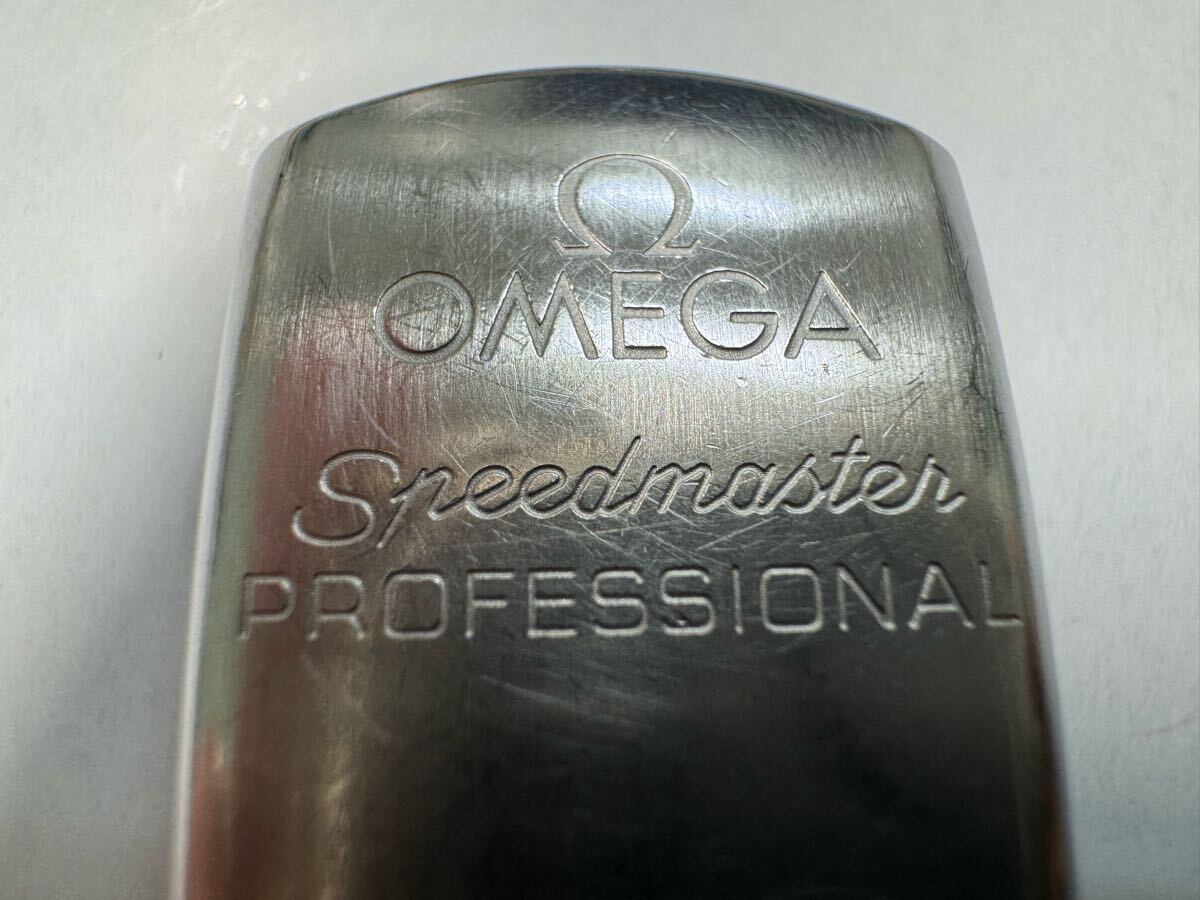 Ω
OMEGA
Speedmaster
PROFESSIONAL